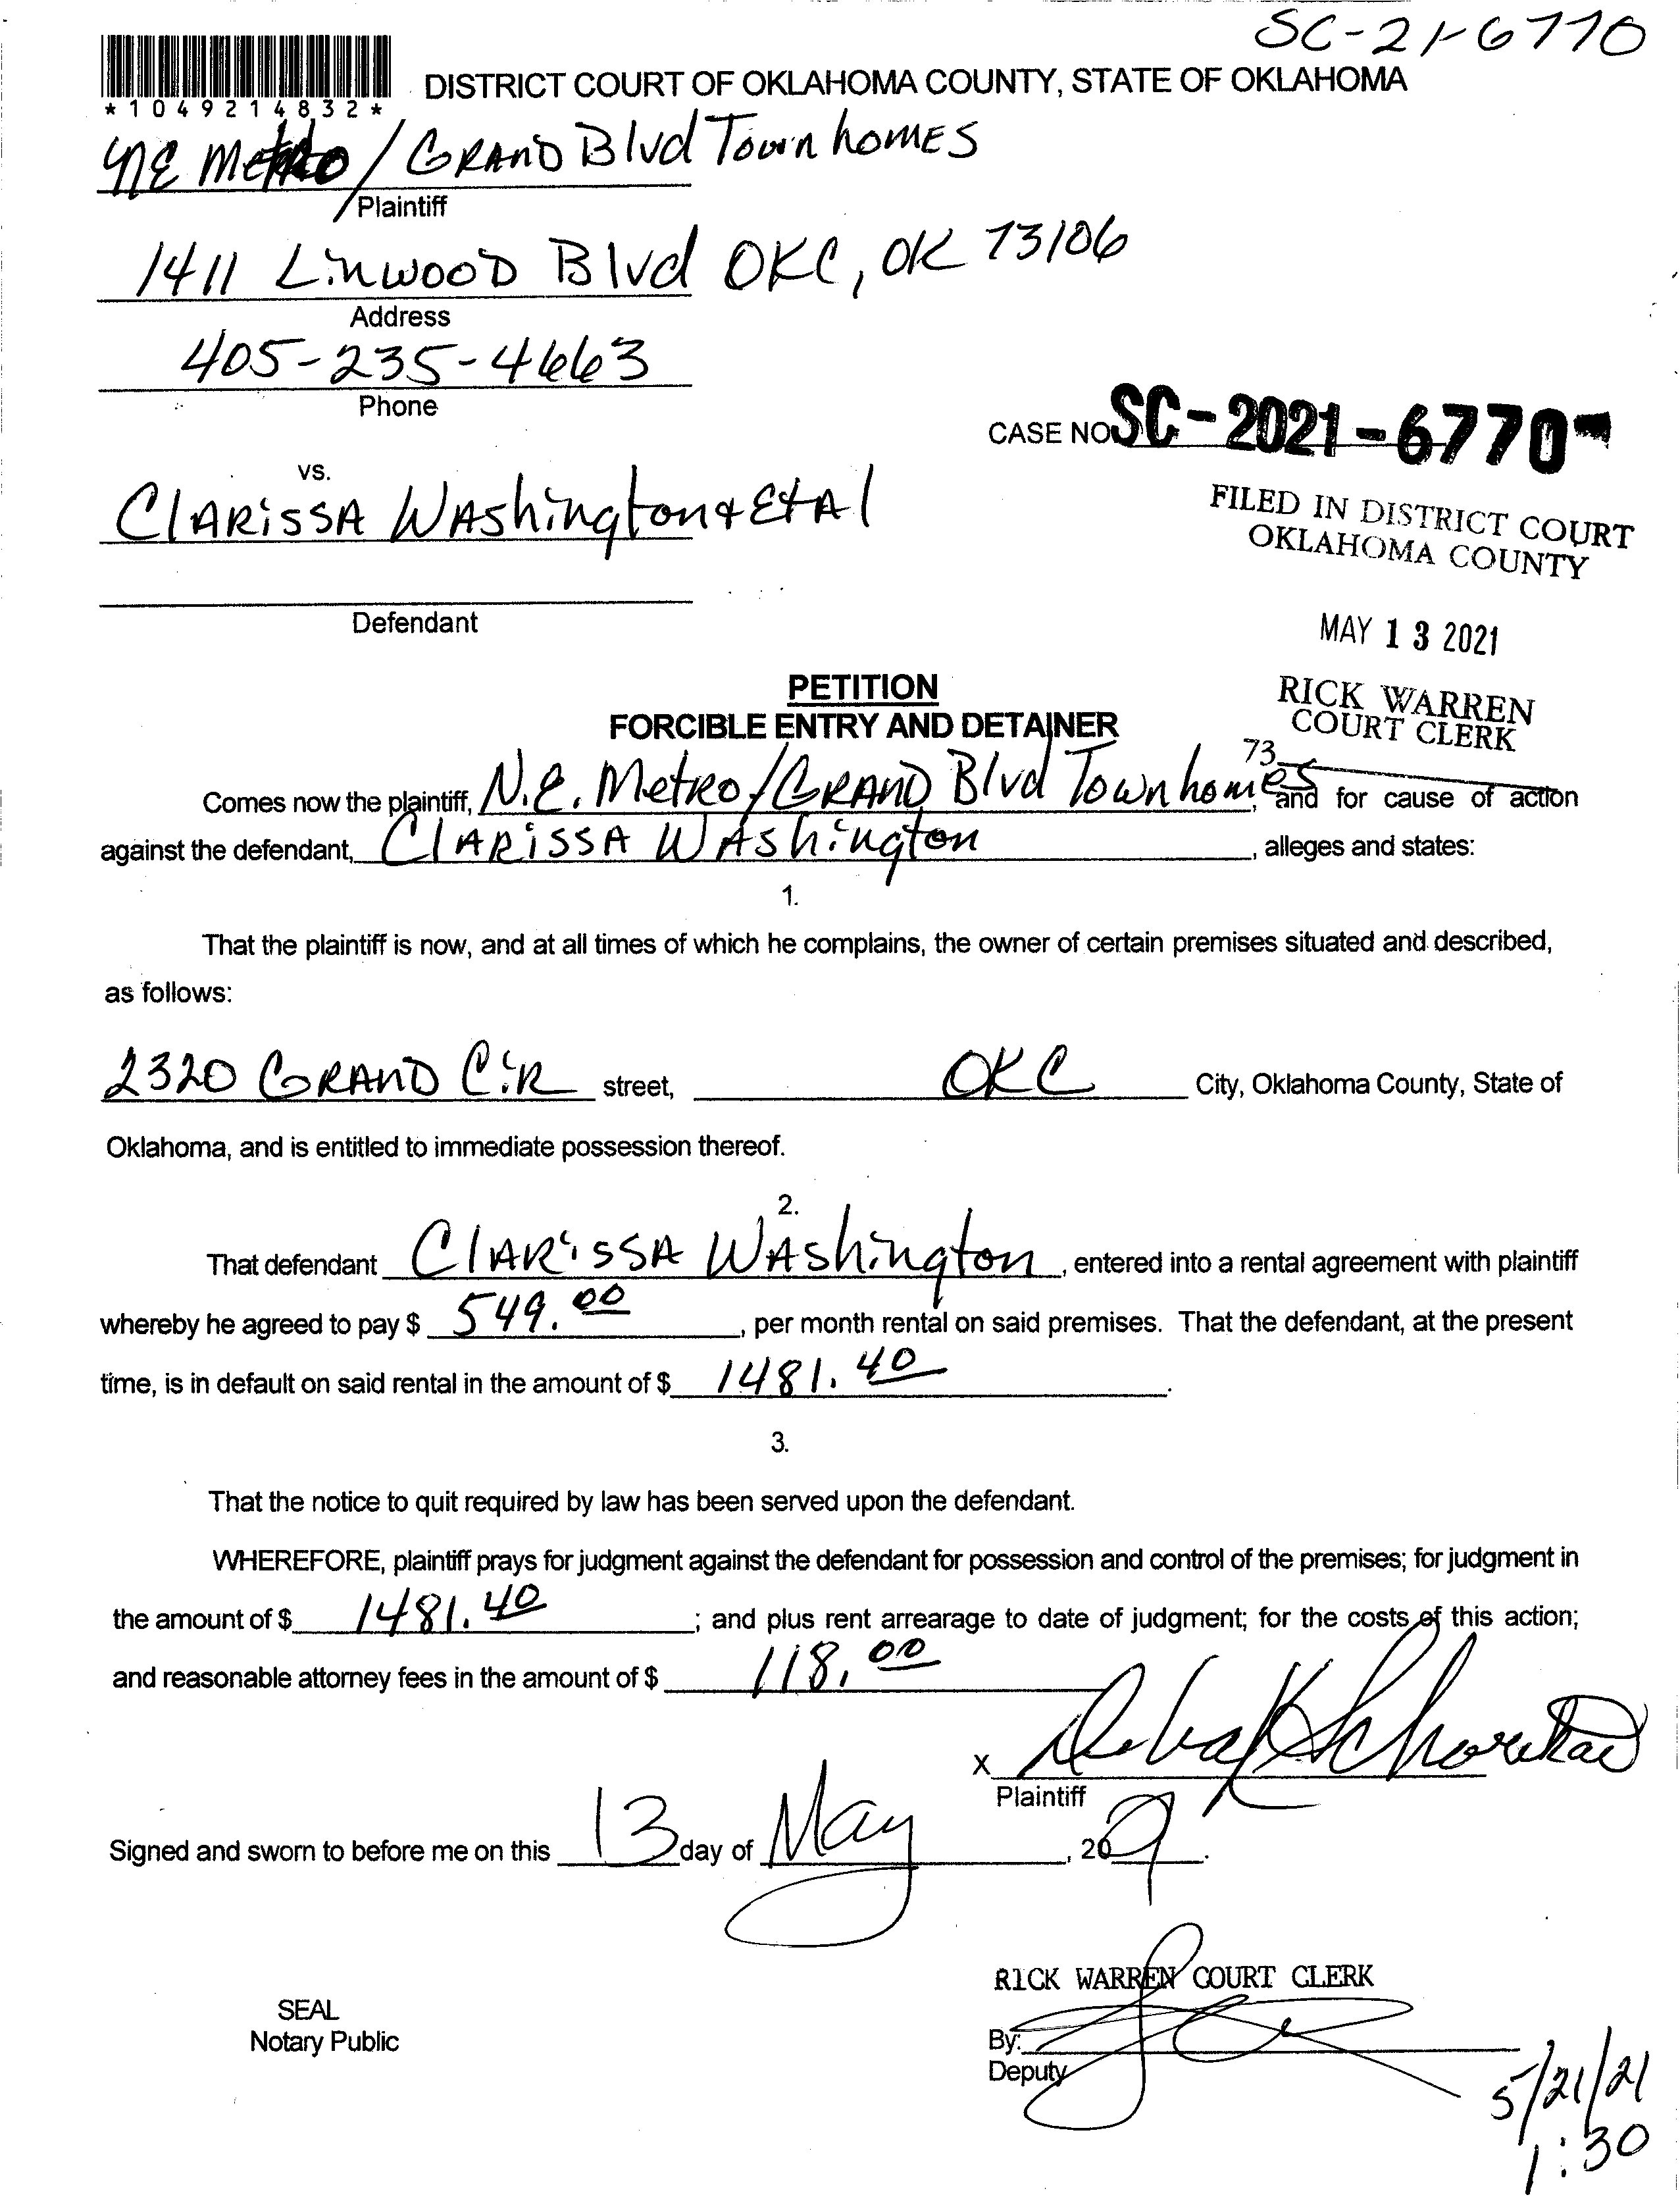 SC-21-6770
*1049214832*
DISTRICT COURT OF OKLAHOMA COUNTY, STATE OF OKLAHOMA
NE Metro / GRAND Blvd Townhomes
Plaintiff
1411 Linwood Blvd OKC, OK 73106
Address
405-235-4663
Phone
CASE NO SC-2021-6770-
vs.
Clarissa Washington & Et Al
FILED IN DISTRICT COURT
OKLAHOMA COUNTY
Defendant
MAY 13 2021
PETITION
RICK WARREN
COURT CLERK
FORCIBLE ENTRY AND DETAINER
73
Comes now the plaintiff, N.E. Metro/GRAND Blvd Townhomes, and for cause of action
against the defendant, Clarissa Washington, alleges and states:
1.
That the plaintiff is now, and at all times of which he complains, the owner of certain premises situated and described,
as follows:
2320 GRAND CiR street, OKC City, Oklahoma County, State of
Oklahoma, and is entitled to immediate possession thereof.
2.
That defendant Clarissa Washington, entered into a rental agreement with plaintiff
whereby he agreed to pay $ 549.00, per month rental on said premises. That the defendant, at the present
time, is in default on said rental in the amount of $ 1481.40.
3.
That the notice to quit required by law has been served upon the defendant.
WHEREFORE, plaintiff prays for judgment against the defendant for possession and control of the premises; for judgment in
the amount of $ 1481.40; and plus rent arrearage to date of judgment; for the costs of this action;
and reasonable attorney fees in the amount of $ 118.00
X
Plaintiff
Signed and sworn to before me on this 13 day of May, 20
RICK WARREN COURT CLERK
SEAL
Notary Public
By:
Deputy
5/21/21
1:30